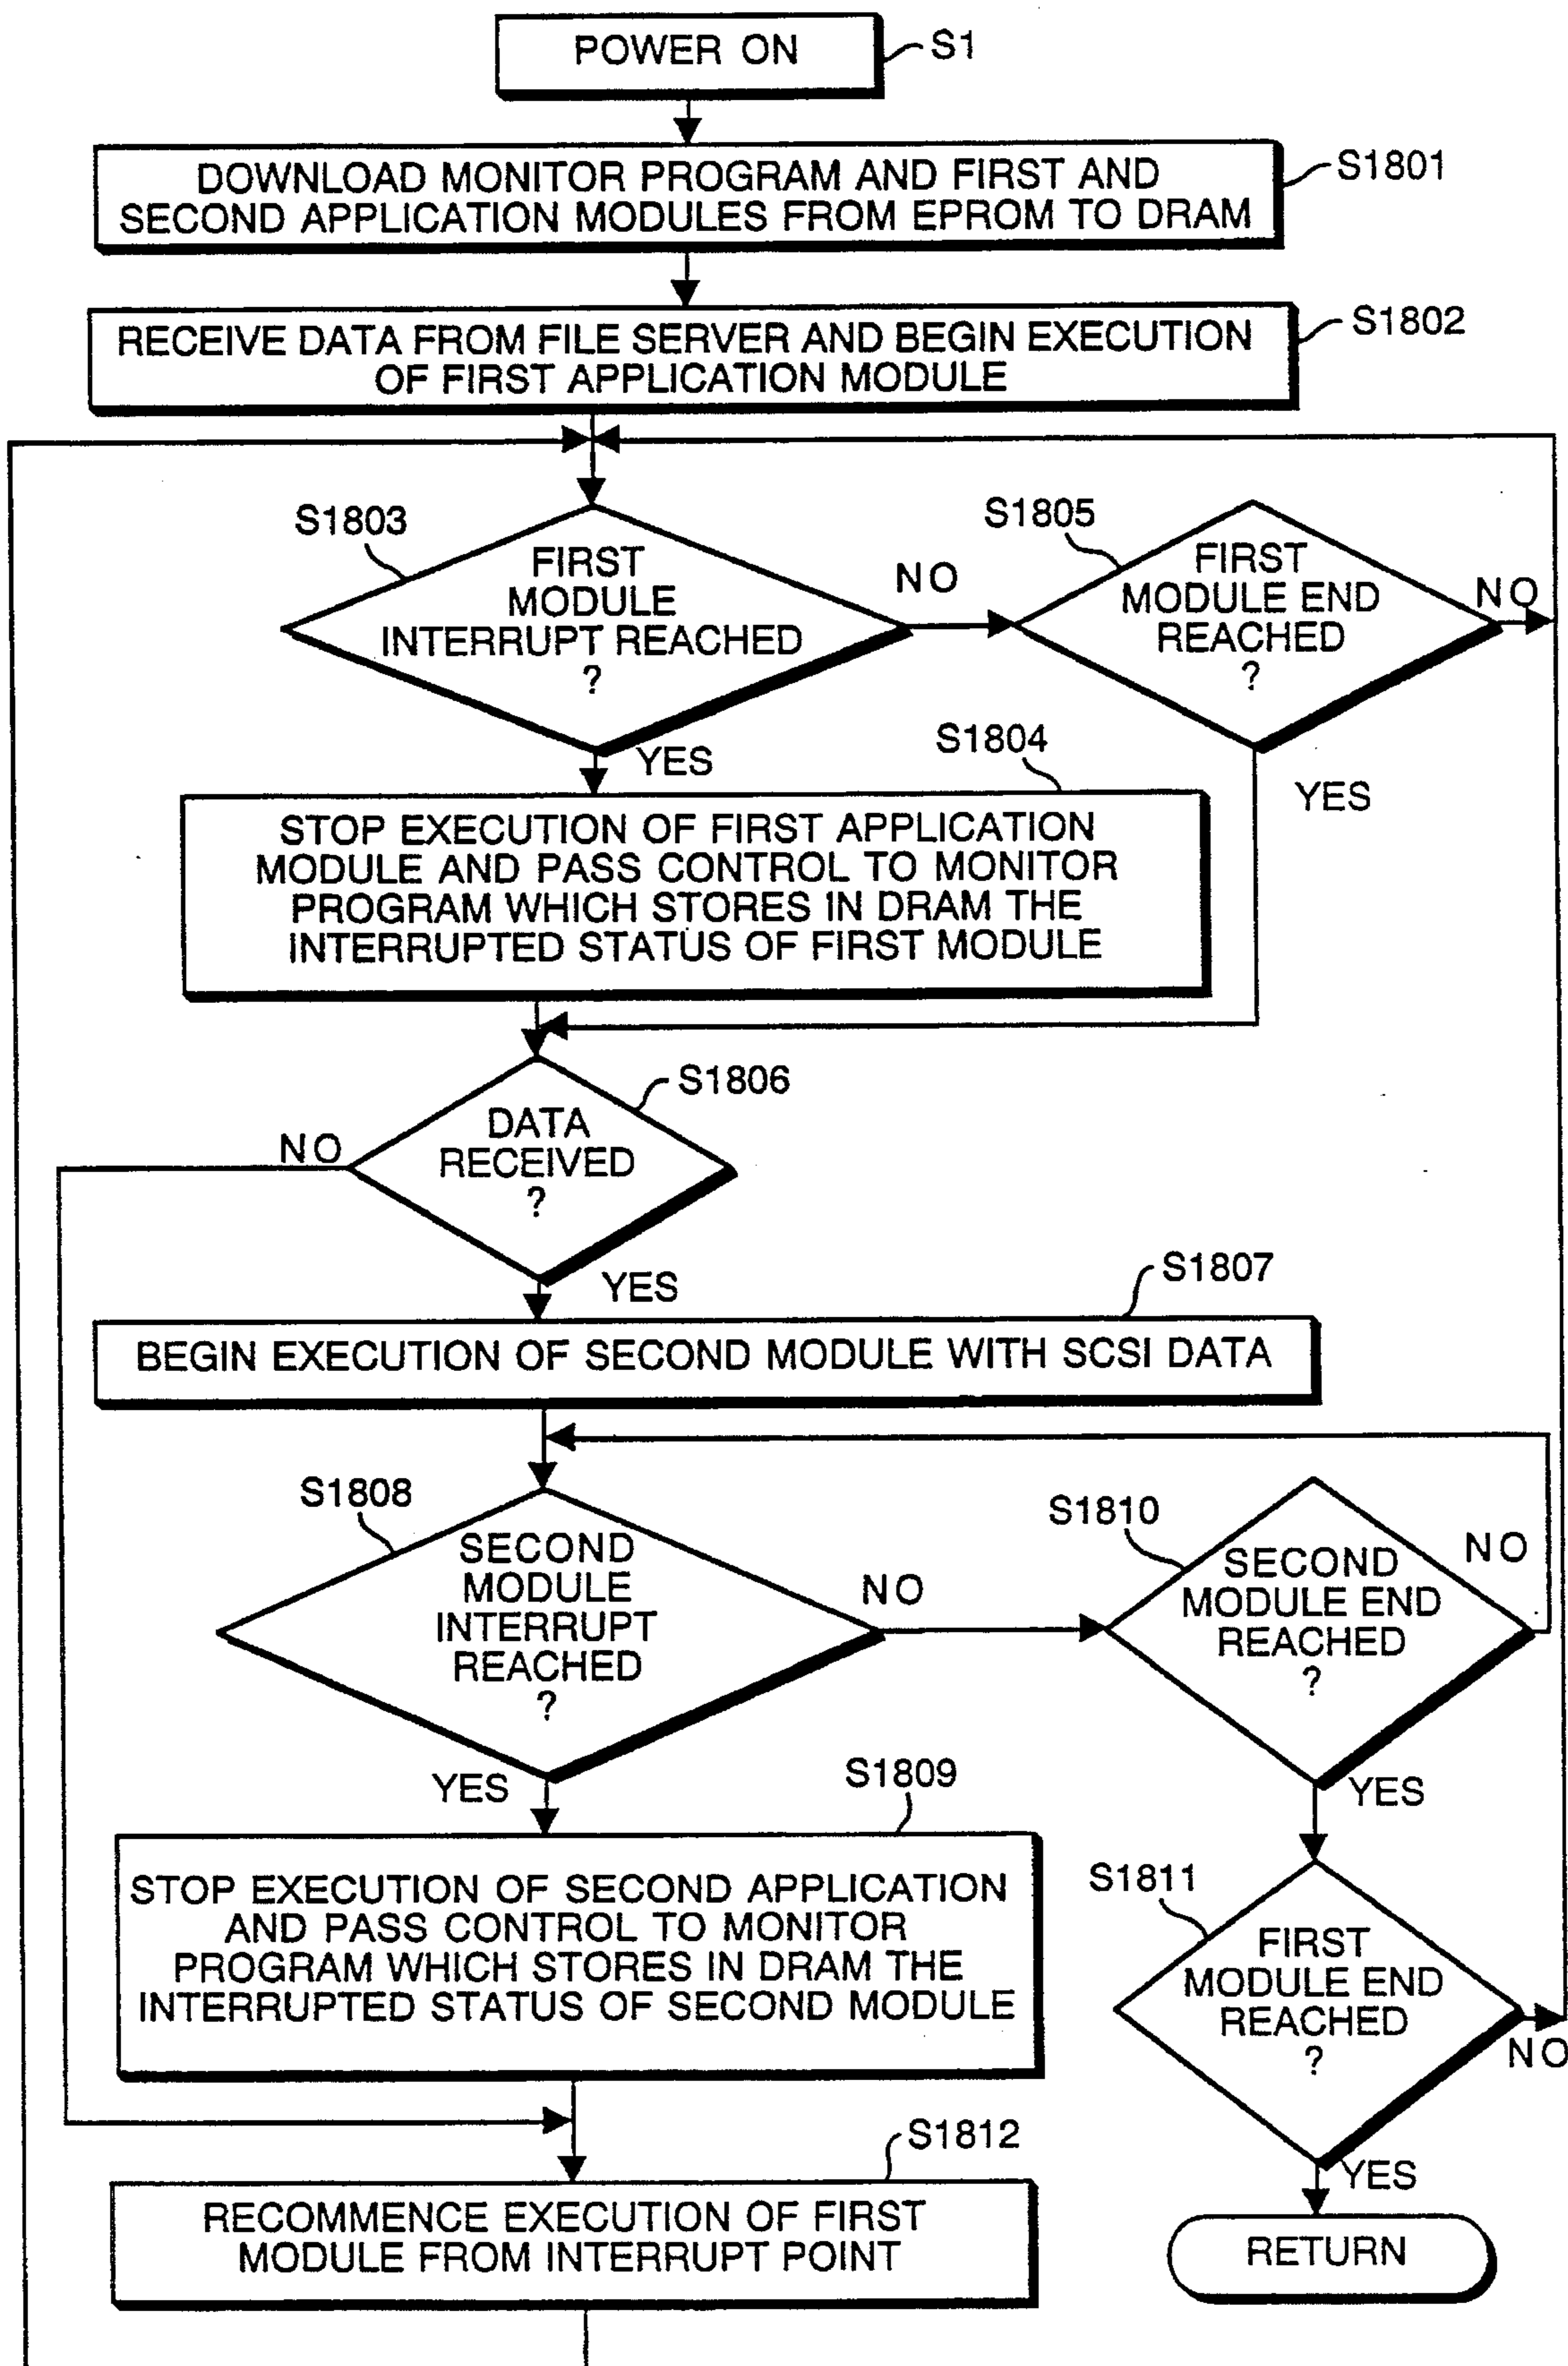 POWER ON
S1
DOWNLOAD MONITOR PROGRAM AND FIRST AND
SECOND APPLICATION MODULES FROM EPROM TO DRAM
S1801
RECEIVE DATA FROM FILE SERVER AND BEGIN EXECUTION
OF FIRST APPLICATION MODULE
S1802
S1803
FIRST
MODULE
INTERRUPT REACHED
?
NO
YES
S1805
FIRST
MODULE END
REACHED
?
NO
YES
S1804
STOP EXECUTION OF FIRST APPLICATION
MODULE AND PASS CONTROL TO MONITOR
PROGRAM WHICH STORES IN DRAM THE
INTERRUPTED STATUS OF FIRST MODULE
S1806
DATA
RECEIVED
?
NO
YES
S1807
BEGIN EXECUTION OF SECOND MODULE WITH SCSI DATA
S1808
SECOND
MODULE
INTERRUPT
REACHED
?
NO
YES
S1810
SECOND
MODULE END
REACHED
?
NO
YES
S1809
STOP EXECUTION OF SECOND APPLICATION
AND PASS CONTROL TO MONITOR
PROGRAM WHICH STORES IN DRAM THE
INTERRUPTED STATUS OF SECOND MODULE
S1811
FIRST
MODULE END
REACHED
?
NO
YES
S1812
RECOMMENCE EXECUTION OF FIRST
MODULE FROM INTERRUPT POINT
RETURN